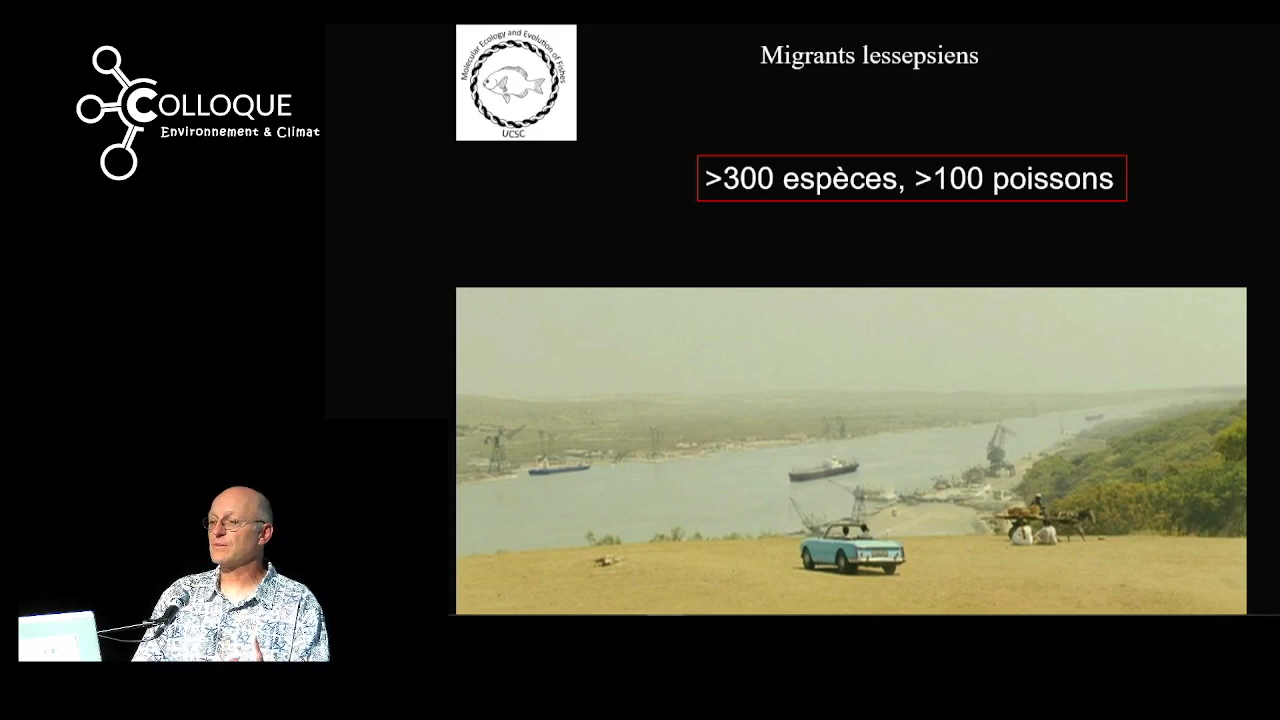 COLLOQUE
Environnement & Climat
Molecular Ecology and Evolution of Fishes
UCSC
Migrants lessepsiens
>300 espèces, >100 poissons